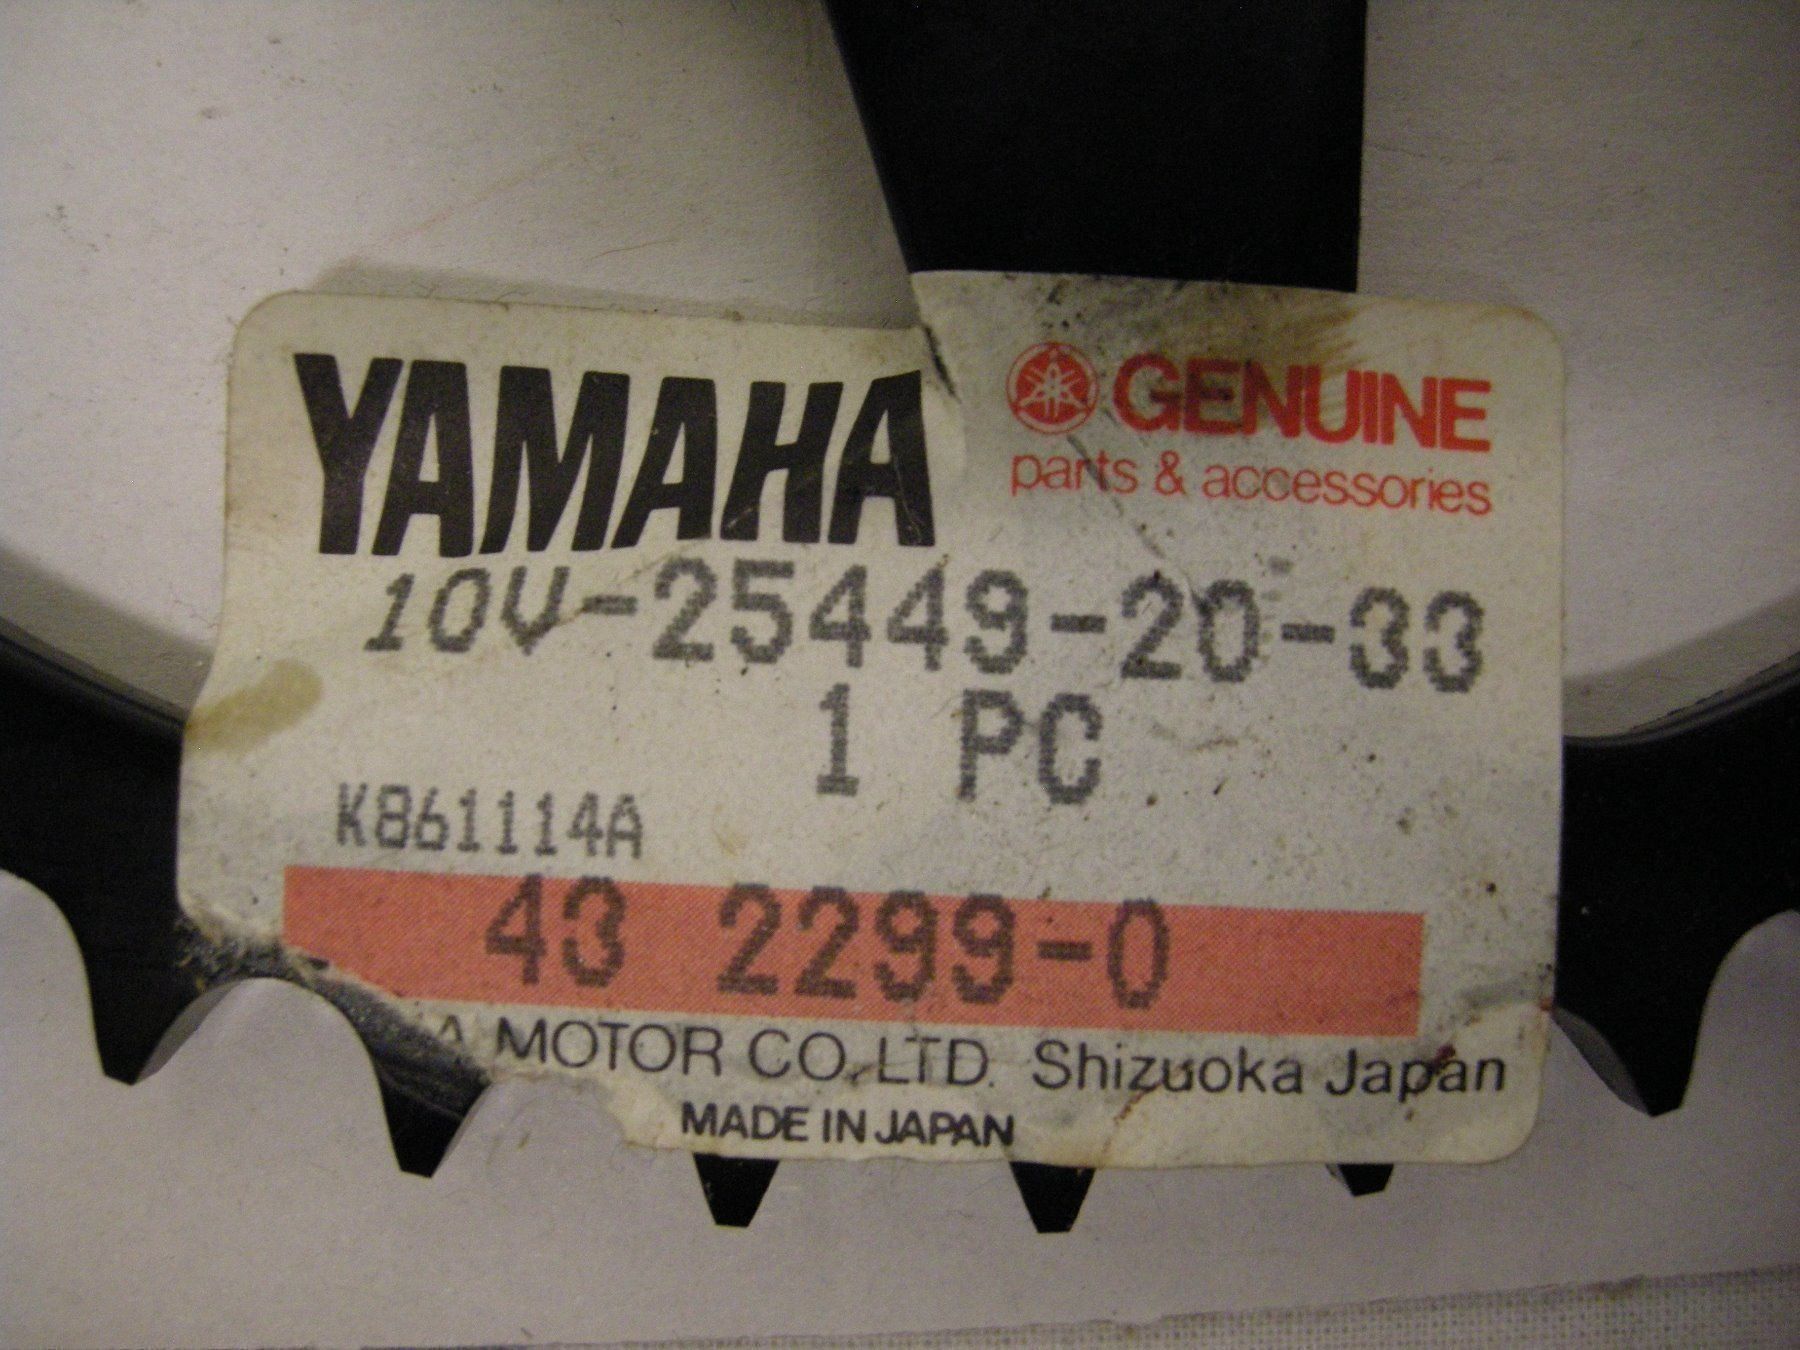 YAMAHA GENUINE
parts & accessories
10V-25449-20-33
1 PC
K861114A
43 2299-0
A MOTOR CO.,LTD. Shizuoka Japan
MADE IN JAPAN